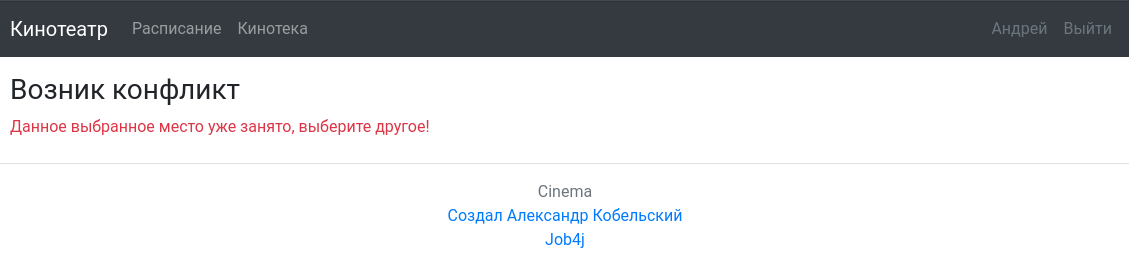 Кинотеатр Расписание Кинотека Андрей Выйти
Возник конфликт
Данное выбранное место уже занято, выберите другое!
Cinema
Создал Александр Кобельский
Job4j